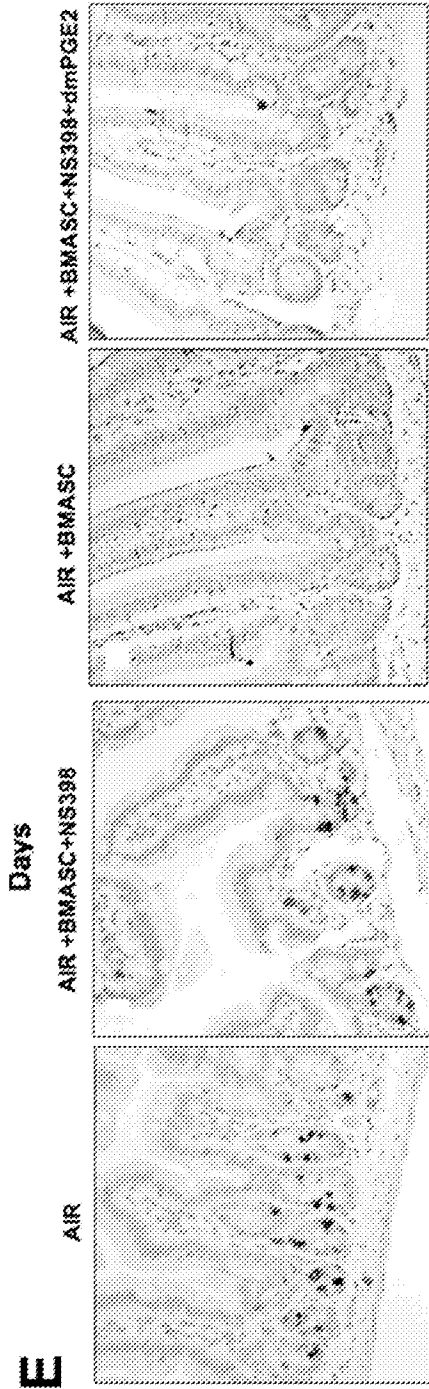 Days
E
AIR
AIR +BMASC+NS398
AIR +BMASC
AIR +BMASC+NS398+dmPGE2